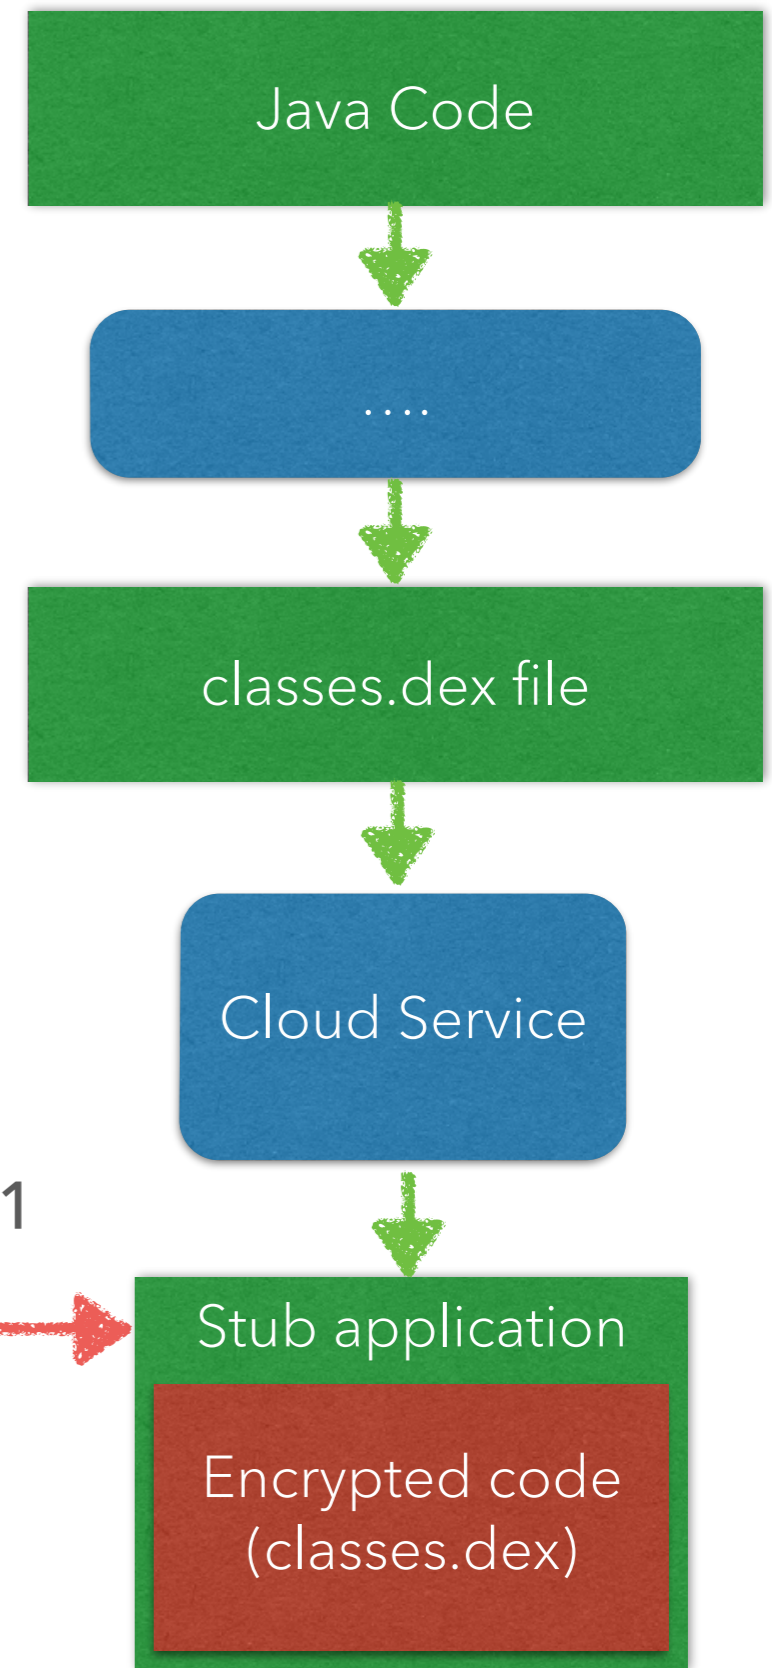 Java Code
....
classes.dex file
Cloud Service
1
Stub application
Encrypted code
(classes.dex)